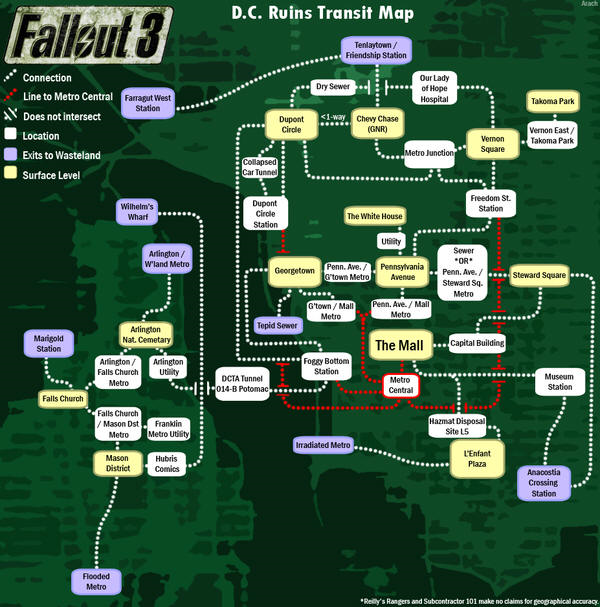 Arach
D.C. Ruins Transit Map
Fallout 3
Connection
Line to Metro Central
Does not intersect
Location
Exits to Wasteland
Surface Level
Tenlaytown /
Friendship Station
Farragut West
Station
Dry Sewer
Our Lady
of Hope
Hospital
Takoma Park
Dupont
Circle
<1-way
Chevy Chase
(GNR)
Vernon
Square
Vernon East /
Takoma Park
Metro Junction
Collapsed
Car Tunnel
Wilhelm's
Wharf
Dupont
Circle
Station
The White House
Freedom St.
Station
Utility
Arlington /
W'land Metro
Georgetown
Penn. Ave. /
G'town Metro
Pennsylvania
Avenue
Sewer
*OR*
Penn. Ave. /
Steward Sq.
Metro
Steward Square
G'town / Mall
Metro
Penn. Ave. / Mall
Metro
Tepid Sewer
Arlington
Nat. Cemetary
Marigold
Station
The Mall
Capital Building
Arlington /
Falls Church
Metro
Arlington
Utility
Foggy Bottom
Station
DCTA Tunnel
014-B Potomac
Metro
Central
Museum
Station
Falls Church
Falls Church
/ Mason Dst
Metro
Franklin
Metro Utility
Hazmat Disposal
Site L5
Irradiated Metro
L'Enfant
Plaza
Mason
District
Hubris
Comics
Anacostia
Crossing
Station
Flooded
Metro
*Reilly's Rangers and Subcontractor 101 make no claims for geographical accuracy.